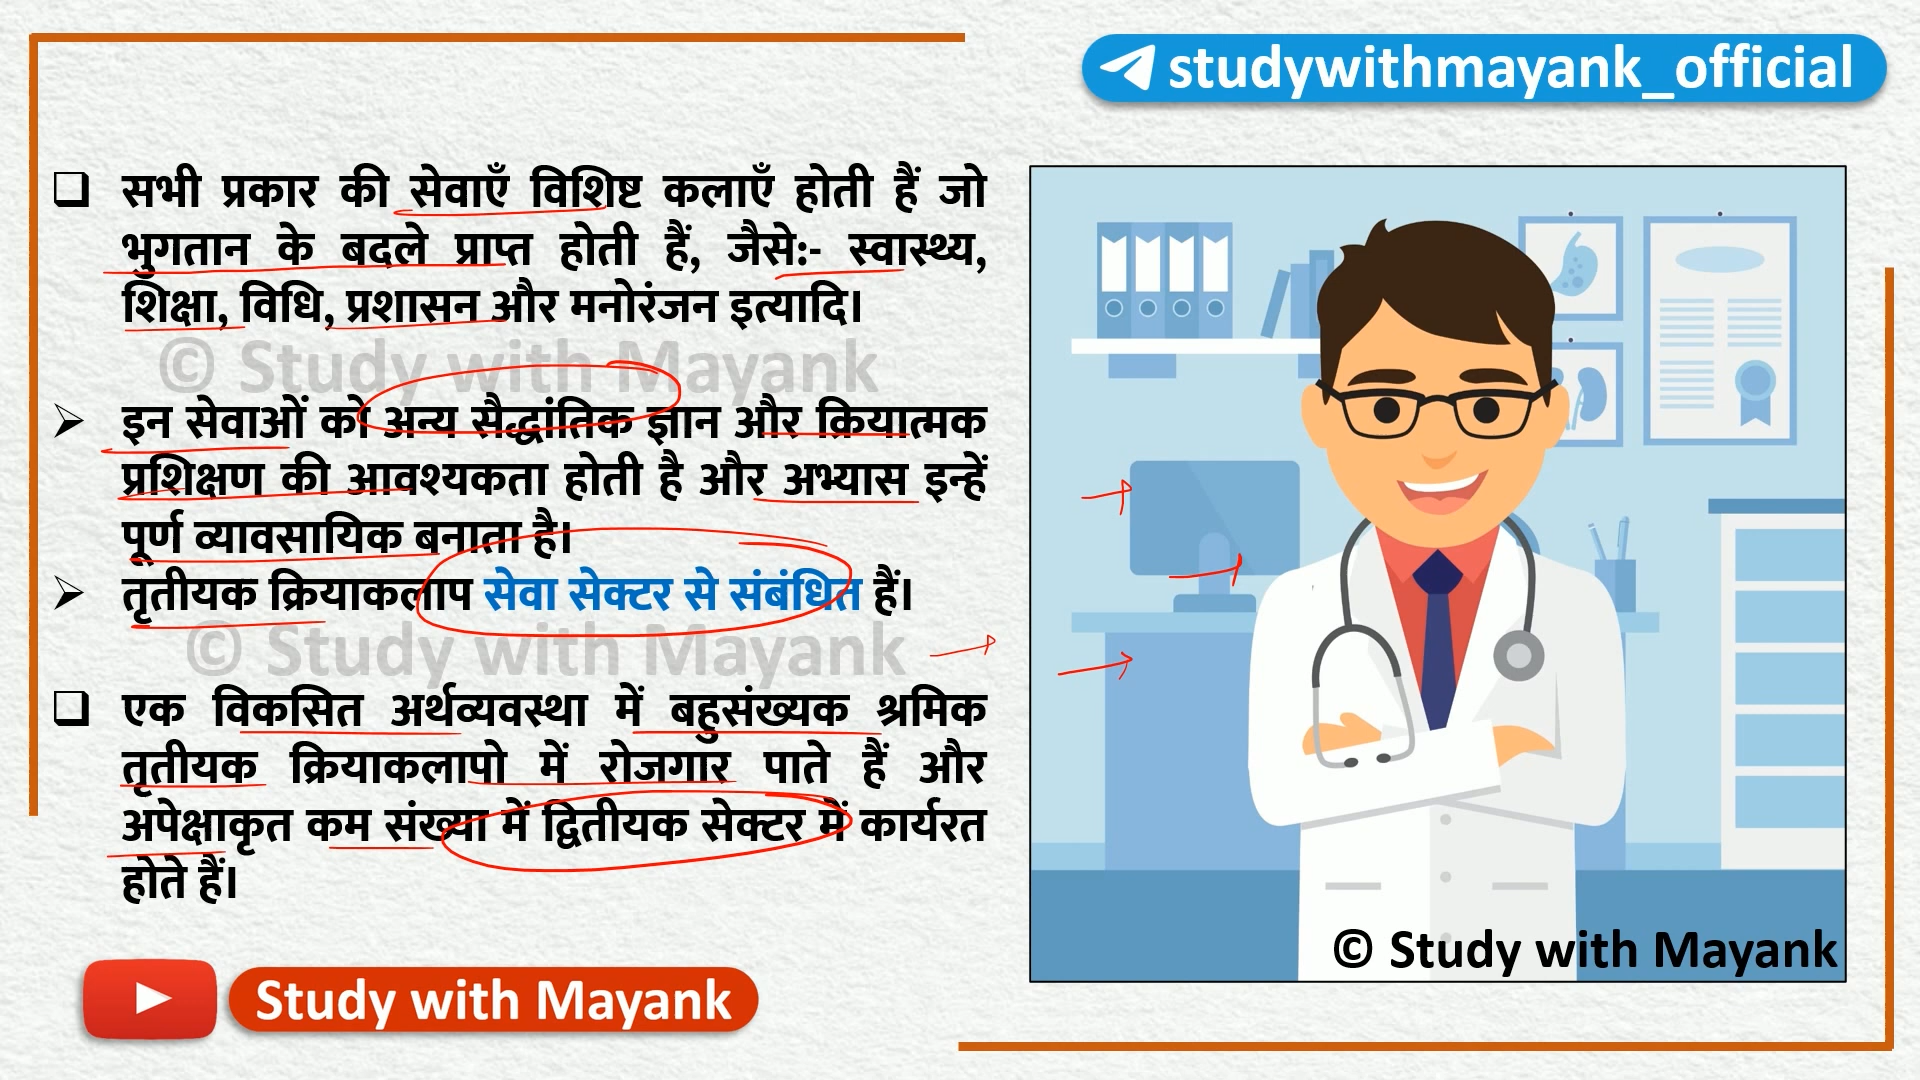 studywithmayank_official
❑ सभी प्रकार की सेवाएँ विशिष्ट कलाएँ होती हैं जो
भुगतान के बदले प्राप्त होती हैं, जैसे:- स्वास्थ्य,
शिक्षा, विधि, प्रशासन और मनोरंजन इत्यादि।
© Study with Mayank
➢ इन सेवाओं को अन्य सैद्धांतिक ज्ञान और क्रियात्मक
प्रशिक्षण की आवश्यकता होती है और अभ्यास इन्हें
पूर्ण व्यावसायिक बनाता है।
➢ तृतीयक क्रियाकलाप सेवा सेक्टर से संबंधित हैं।
© Study with Mayank
❑ एक विकसित अर्थव्यवस्था में बहुसंख्यक श्रमिक
तृतीयक क्रियाकलापो में रोजगार पाते हैं और
अपेक्षाकृत कम संख्या में द्वितीयक सेक्टर में कार्यरत
होते हैं।
© Study with Mayank
Study with Mayank